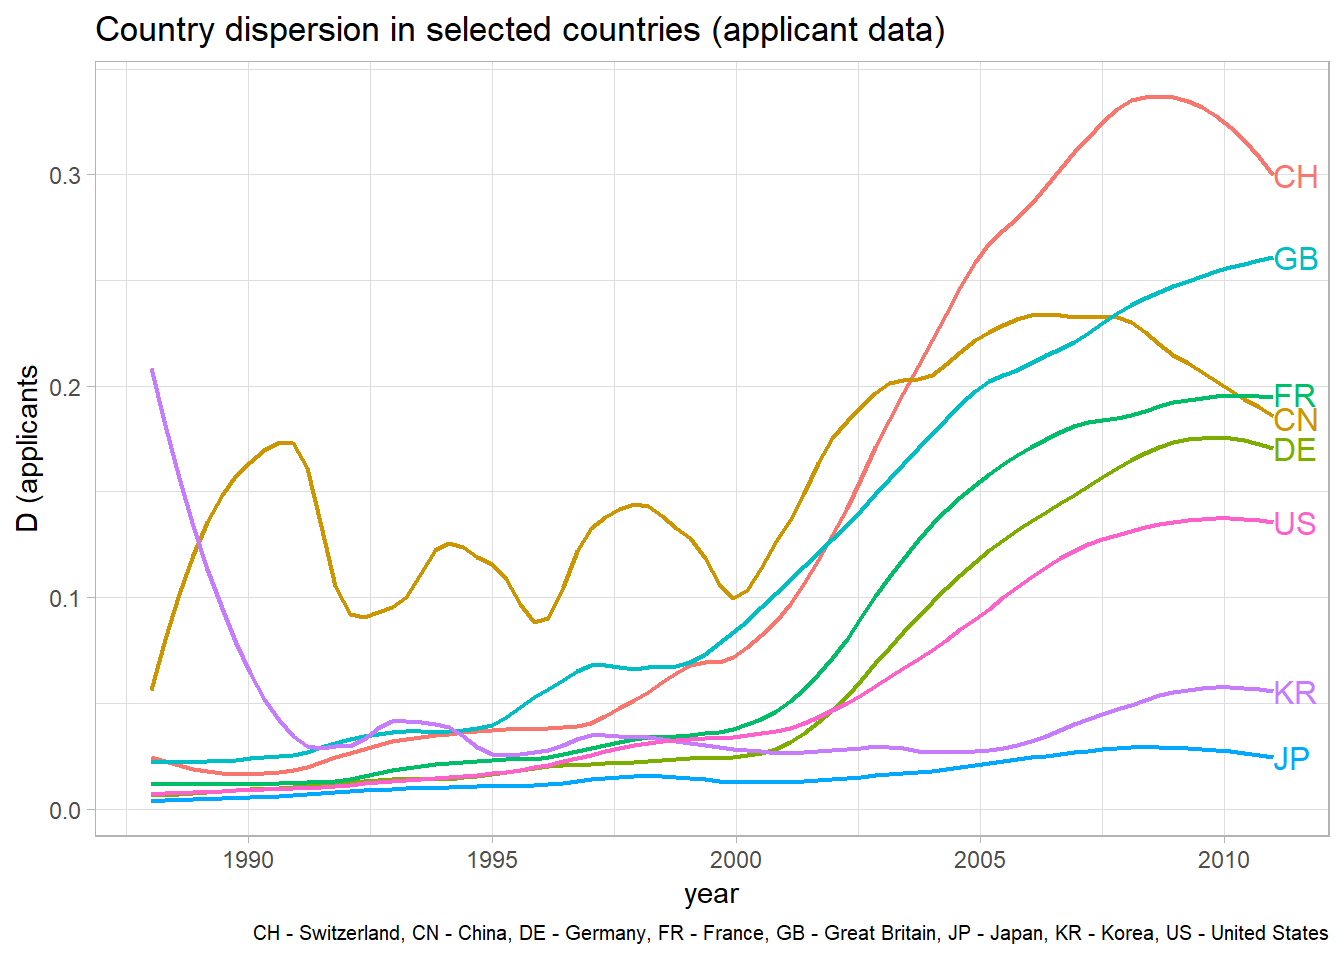 Country dispersion in selected countries (applicant data)
D (applicants
0.3
0.2
0.1
0.0
CH
GB
FR
CN
DE
US
KR
JP
1990 1995 2000 2005 2010
year
CH - Switzerland, CN - China, DE - Germany, FR - France, GB - Great Britain, JP - Japan, KR - Korea, US - United States